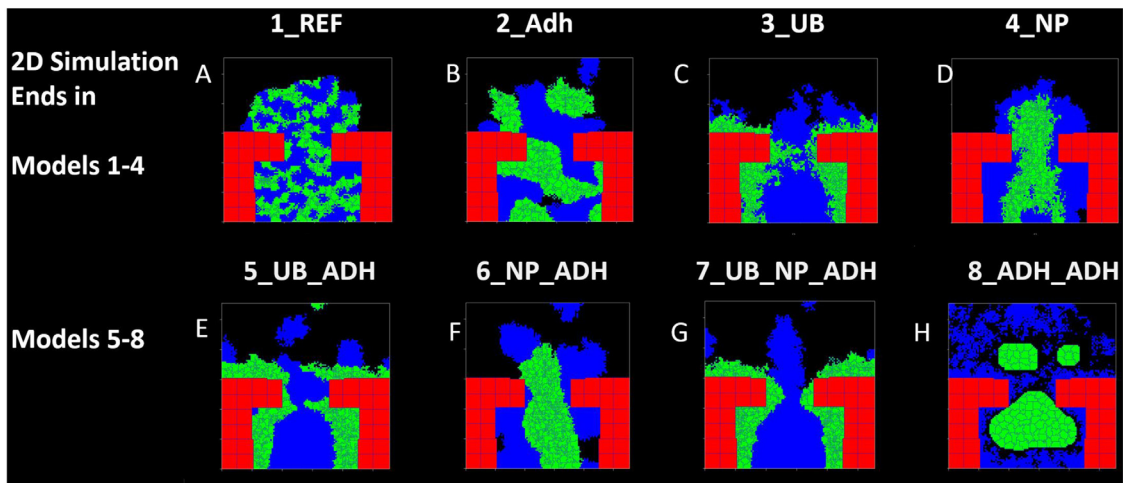 1_REF 2_Adh 3_UB 4_NP
2D Simulation
Ends in
A B C D
Models 1-4
5_UB_ADH 6_NP_ADH 7_UB_NP_ADH 8_ADH_ADH
Models 5-8
E F G H